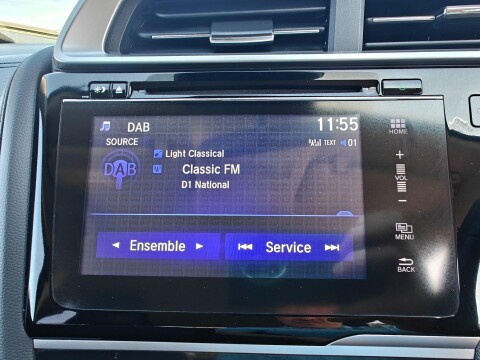 DAB
11:55
SOURCE
TEXT
01
Light Classical
DAB
Classic FM
D1 National
Ensemble
Service
HOME
+
VOL
−
MENU
BACK